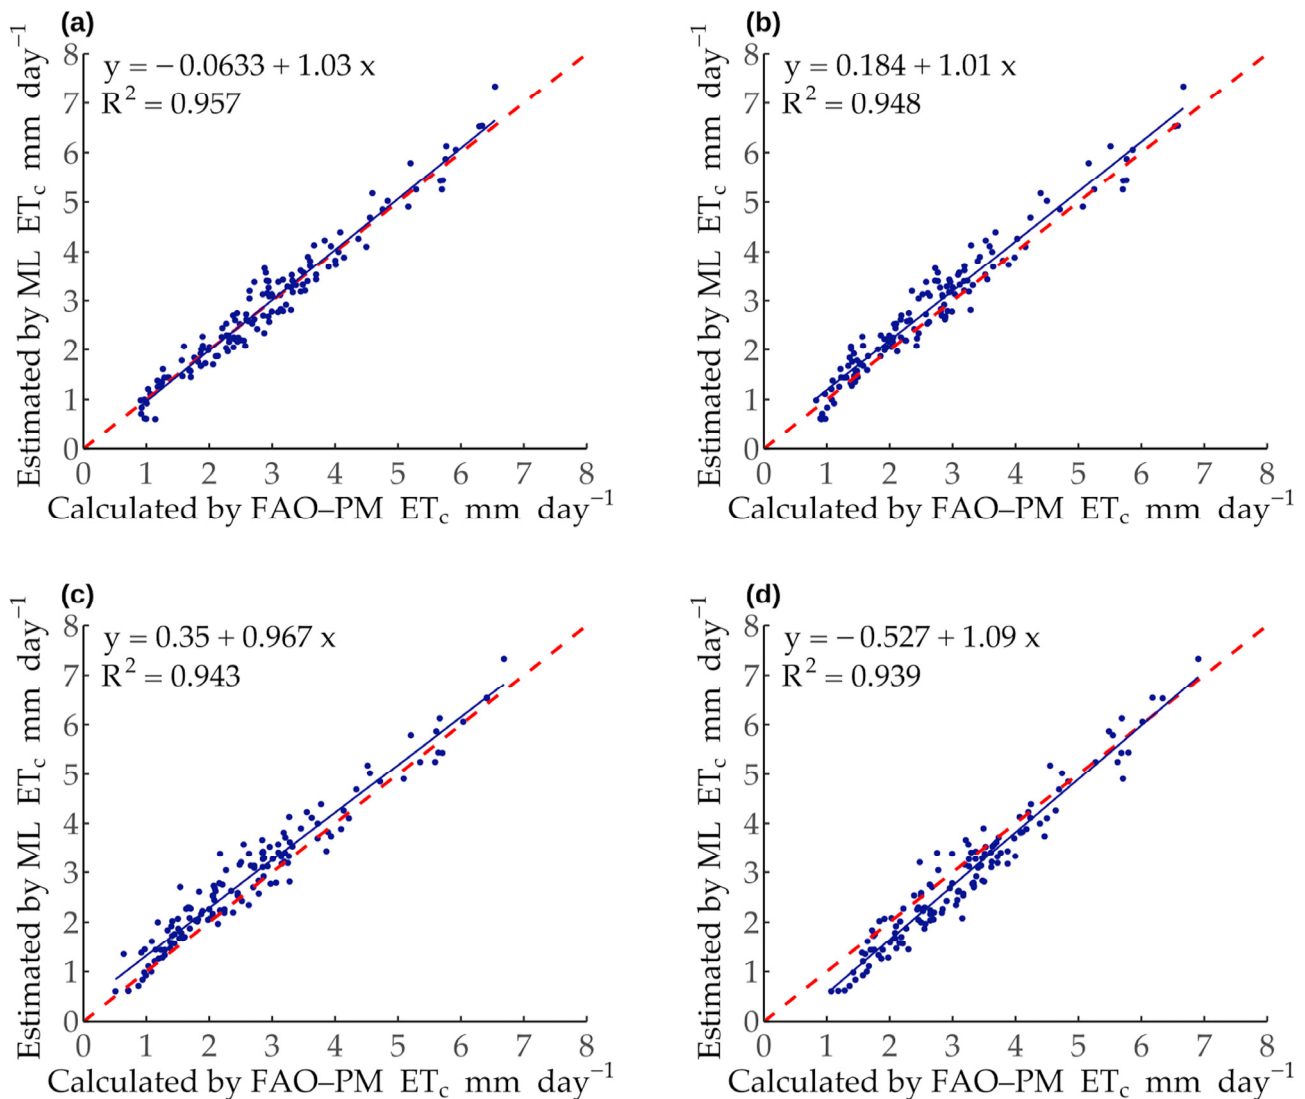 (a)
y = − 0.0633 + 1.03 x
R² = 0.957
Estimated by ML ETc mm day⁻¹
8
7
6
5
4
3
2
1
0
0 1 2 3 4 5 6 7 8
Calculated by FAO–PM ETc mm day⁻¹
(b)
y = 0.184 + 1.01 x
R² = 0.948
Estimated by ML ETc mm day⁻¹
8
7
6
5
4
3
2
1
0
0 1 2 3 4 5 6 7 8
Calculated by FAO–PM ETc mm day⁻¹
(c)
y = 0.35 + 0.967 x
R² = 0.943
Estimated by ML ETc mm day⁻¹
8
7
6
5
4
3
2
1
0
0 1 2 3 4 5 6 7 8
Calculated by FAO–PM ETc mm day⁻¹
(d)
y = − 0.527 + 1.09 x
R² = 0.939
Estimated by ML ETc mm day⁻¹
8
7
6
5
4
3
2
1
0
0 1 2 3 4 5 6 7 8
Calculated by FAO–PM ETc mm day⁻¹